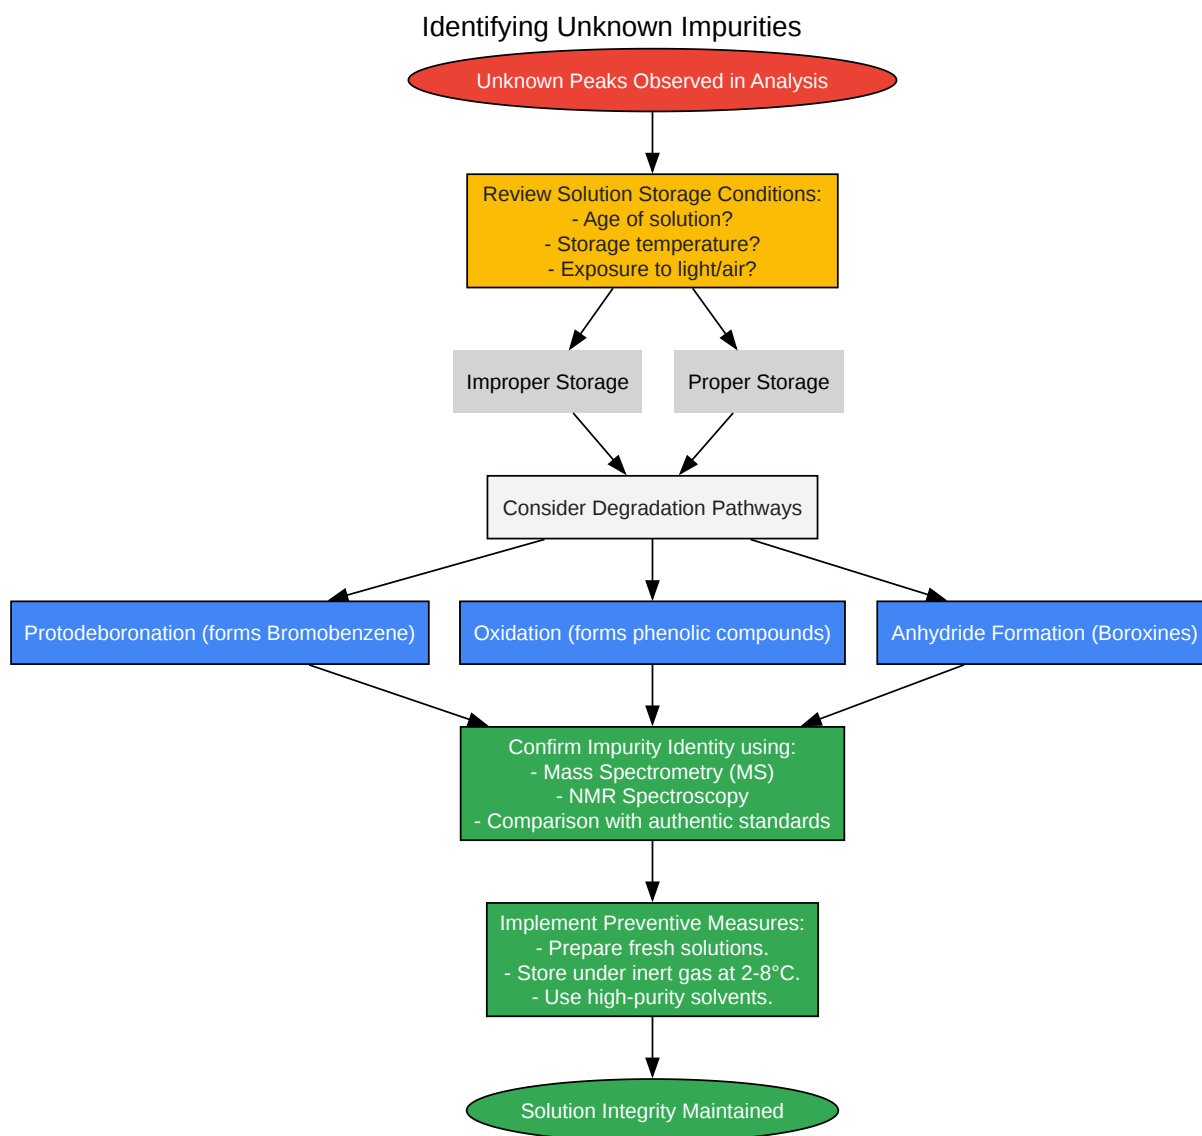 Identifying Unknown Impurities
Unknown Peaks Observed in Analysis
Review Solution Storage Conditions:
- Age of solution?
- Storage temperature?
- Exposure to light/air?
Improper Storage
Proper Storage
Consider Degradation Pathways
Protodeboronation (forms Bromobenzene)
Oxidation (forms phenolic compounds)
Anhydride Formation (Boroxines)
Confirm Impurity Identity using:
- Mass Spectrometry (MS)
- NMR Spectroscopy
- Comparison with authentic standards
Implement Preventive Measures:
- Prepare fresh solutions.
- Store under inert gas at 2-8°C.
- Use high-purity solvents.
Solution Integrity Maintained